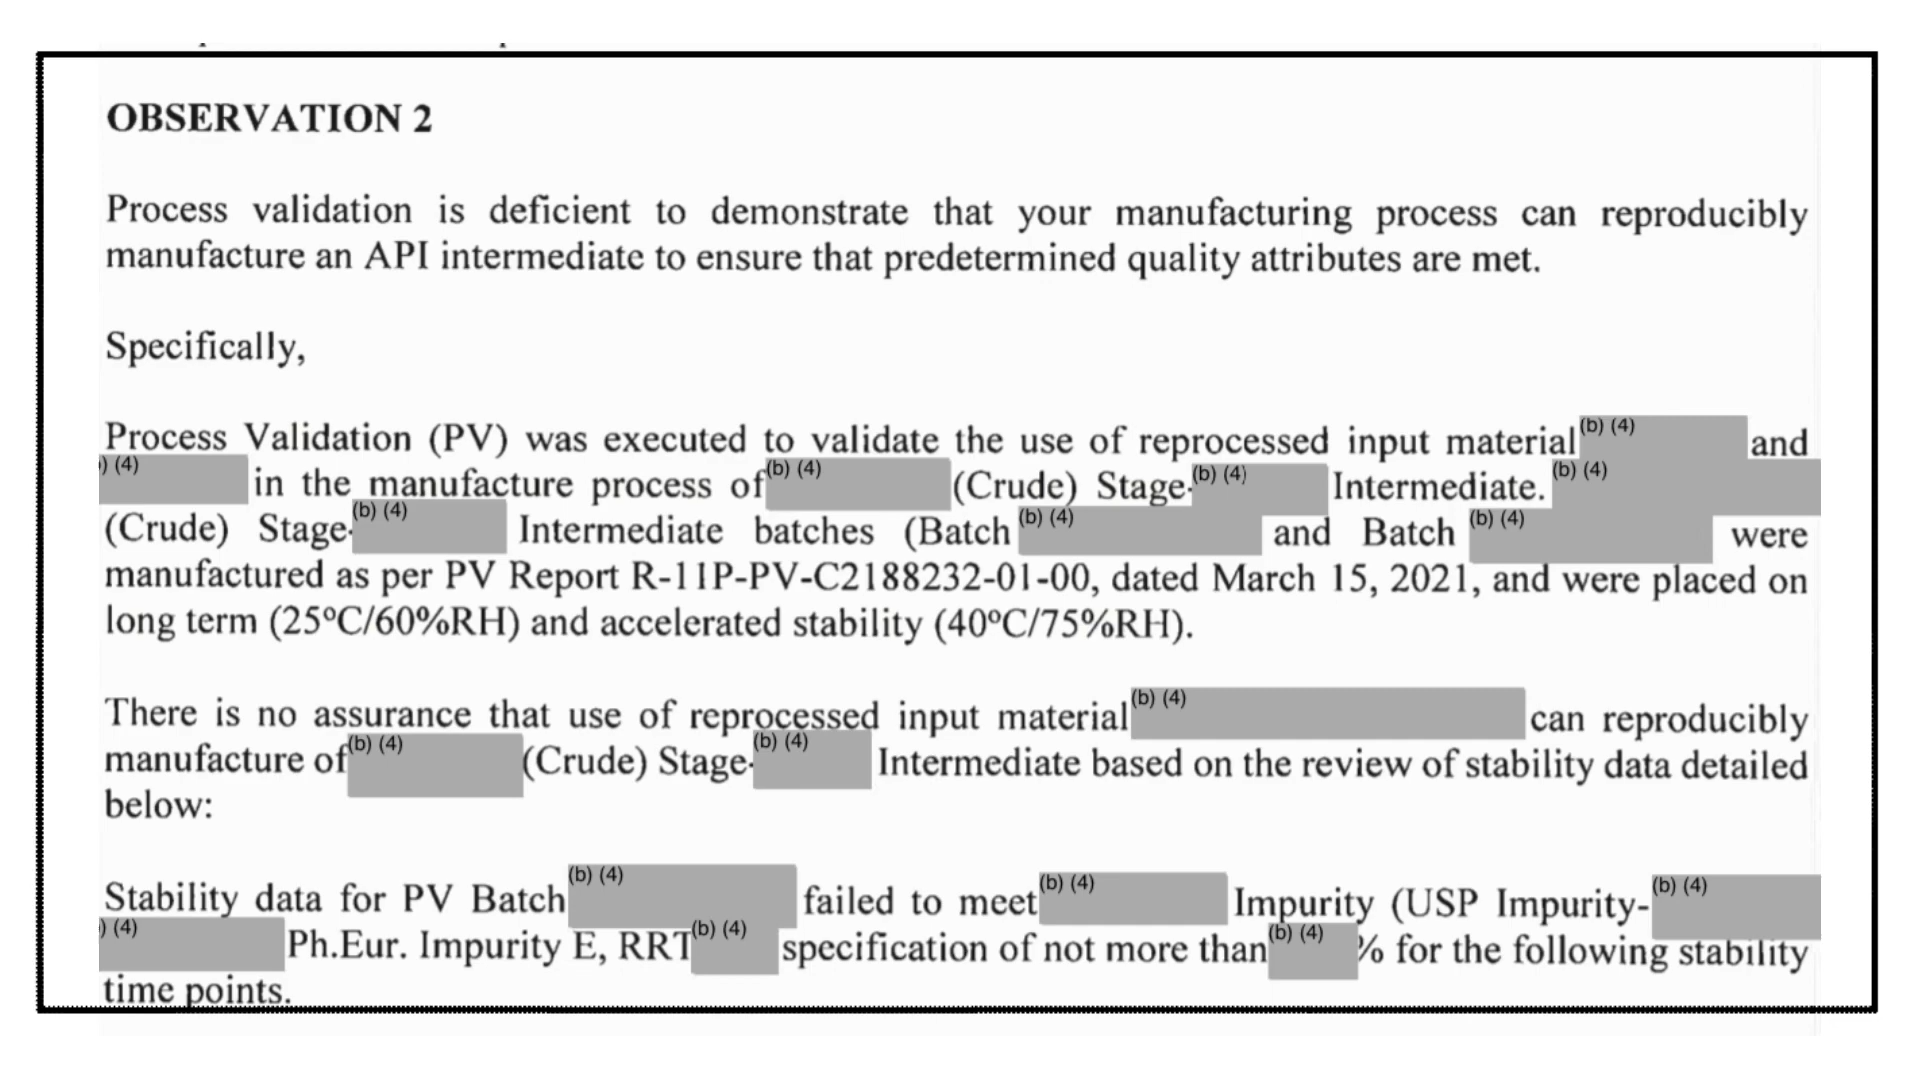 OBSERVATION 2
Process validation is deficient to demonstrate that your manufacturing process can reproducibly
manufacture an API intermediate to ensure that predetermined quality attributes are met.
Specifically,
Process Validation (PV) was executed to validate the use of reprocessed input material (b) (4) and
) (4) in the manufacture process of (b) (4) (Crude) Stage- (b) (4) Intermediate. (b) (4)
(Crude) Stage- (b) (4) Intermediate batches (Batch (b) (4) and Batch (b) (4) were
manufactured as per PV Report R-11P-PV-C2188232-01-00, dated March 15, 2021, and were placed on
long term (25ºC/60%RH) and accelerated stability (40ºC/75%RH).
There is no assurance that use of reprocessed input material (b) (4) can reproducibly
manufacture of (b) (4) (Crude) Stage- (b) (4) Intermediate based on the review of stability data detailed
below:
Stability data for PV Batch (b) (4) failed to meet (b) (4) Impurity (USP Impurity- (b) (4)
) (4) Ph.Eur. Impurity E, RRT (b) (4) specification of not more than (b) (4) % for the following stability
time points.